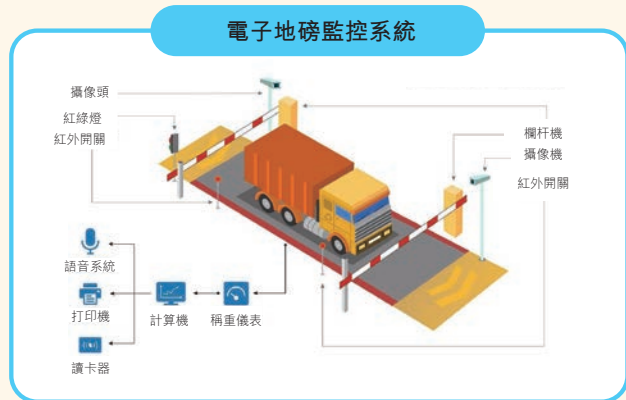 電子地磅監控系統
攝像頭
紅綠燈
紅外開關
欄杆機
攝像機
紅外開關
語音系統
打印機
計算機
稱重儀表
讀卡器